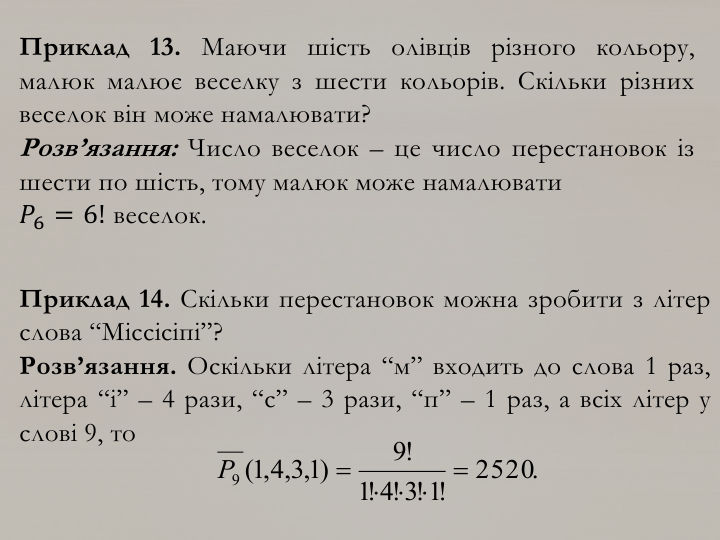 Приклад 13. Маючи шість олівців різного кольору,
малюк малює веселку з шести кольорів. Скільки різних
веселок він може намалювати?
Розв’язання: Число веселок – це число перестановок із
шести по шість, тому малюк може намалювати
𝑃₆ = 6! веселок.
Приклад 14. Скільки перестановок можна зробити з літер
слова “Міссісіпі”?
Розв’язання. Оскільки літера “м” входить до слова 1 раз,
літера “і” – 4 рази, “с” – 3 рази, “п” – 1 раз, а всіх літер у
слові 9, то
P̅₉(1,4,3,1) = 9! / (1!·4!·3!·1!) = 2520.